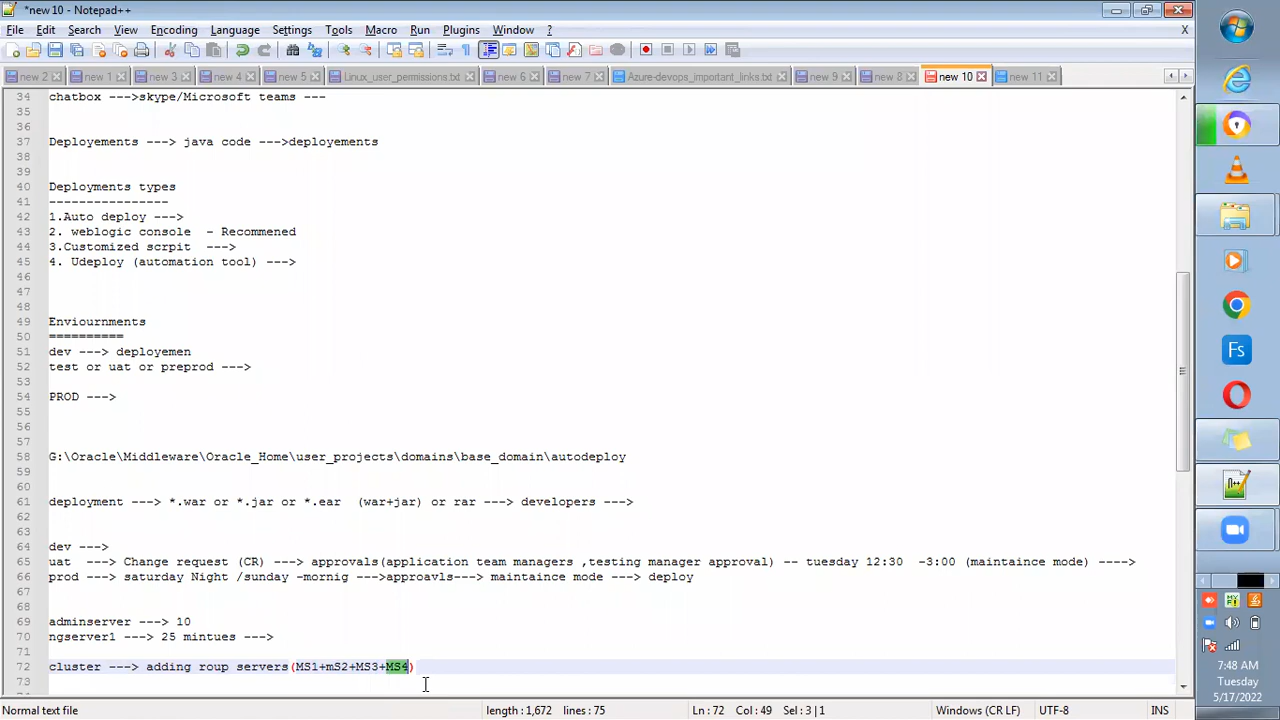 *new 10 - Notepad++
File Edit Search View Encoding Language Settings Tools Macro Run Plugins Window ? X
new 2 new 1 new 3 new 4 new 5 Linux_user_permissions.txt new 6 new 7 Azure-devops_important_links.txt new 9 new 8 new 10 new 11
34 chatbox --->skype/Microsoft teams ---
35
36
37 Deployements ---> java code --->deployements
38
39
40 Deployments types
41 ----------------
42 1.Auto deploy --->
43 2. weblogic console - Recommened
44 3.Customized scrpit --->
45 4. Udeploy (automation tool) --->
46
47
48
49 Enviournments
50 ==========
51 dev ---> deployemen
52 test or uat or preprod --->
53
54 PROD --->
55
56
57
58 G:\Oracle\Middleware\Oracle_Home\user_projects\domains\base_domain\autodeploy
59
60
61 deployment ---> *.war or *.jar or *.ear (war+jar) or rar ---> developers --->
62
63
64 dev --->
65 uat ---> Change request (CR) ---> approvals(application team managers ,testing manager approval) -- tuesday 12:30 -3:00 (maintaince mode) ---->
66 prod ---> saturday Night /sunday -mornig --->approavls---> maintaince mode ---> deploy
67
68
69 adminserver ---> 10
70 ngserver1 ---> 25 mintues --->
71
72 cluster ---> adding roup servers(MS1+mS2+MS3+MS4)
73
Normal text file length lines : 75 Ln : 72 Col : 49 Sel : 3 | 1 Windows (CR LF) UTF-8 INS
Fs
7:48 AM
Tuesday
5/17/2022